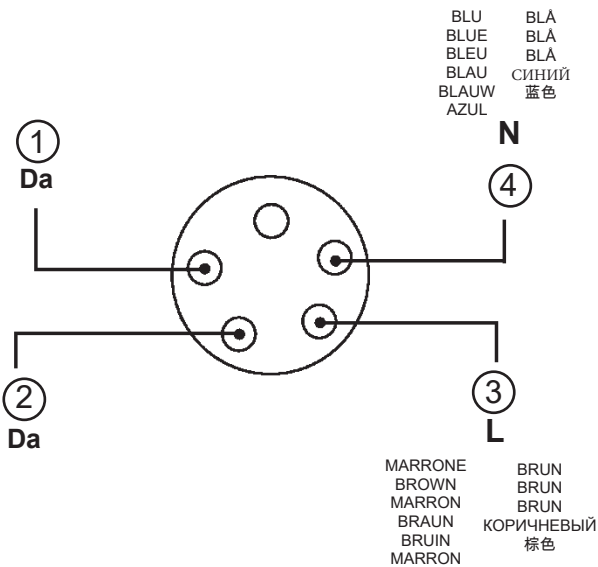 BLU BLÅ
BLUE BLÅ
BLEU BLÅ
BLAU СИНИЙ
BLAUW 蓝色
AZUL
N
1
Da
4
2
Da
3
L
MARRONE BRUN
BROWN BRUN
MARRON BRUN
BRAUN КОРИЧНЕВЫЙ
BRUIN 棕色
MARRON